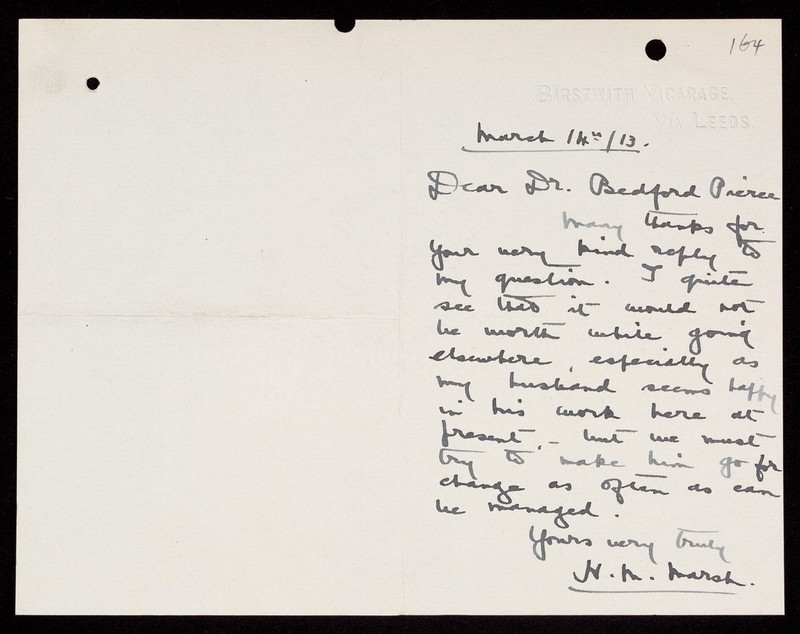 164
BIRSTWITH VICARAGE,
VIA LEEDS.
March 14th/13.
Dear Dr. Bedford Pierce
Many thanks for
your very kind reply to
my question. I quite
see that it would not
be worth while going
elsewhere, especially as
my husband seems happy
in his work here at
present, – but we must
try to make him go for
change as often as can
be managed.
Yours very truly
H. M. Marsh.